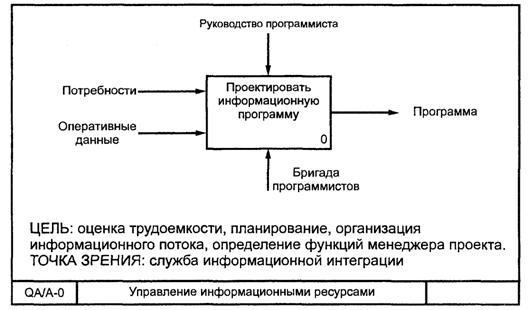 Руководство программиста
Потребности
Оперативные
данные
Проектировать
информационную
программу
0
Программа
Бригада
программистов
ЦЕЛЬ: оценка трудоемкости, планирование, организация
информационного потока, определение функций менеджера проекта.
ТОЧКА ЗРЕНИЯ: служба информационной интеграции
QA/A-0
Управление информационными ресурсами